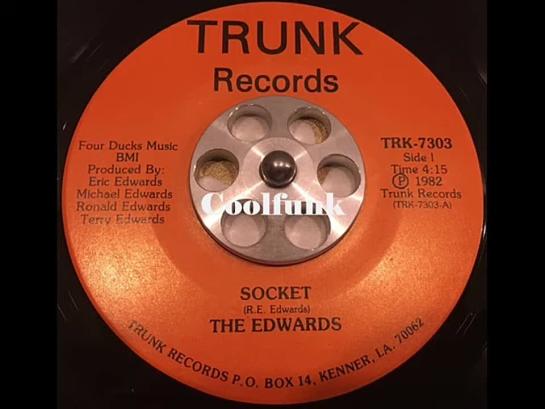 TRUNK
Records
Four Ducks Music
BMI
Produced By:
Eric Edwards
Michael Edwards
Ronald Edwards
Terry Edwards
TRK-7303
Side 1
Time 4:15
Ⓟ 1982
Trunk Records
(TRK-7303-A)
Coolfunk
SOCKET
(R.E. Edwards)
THE EDWARDS
TRUNK RECORDS P.O. BOX 14, KENNER, LA. 70062